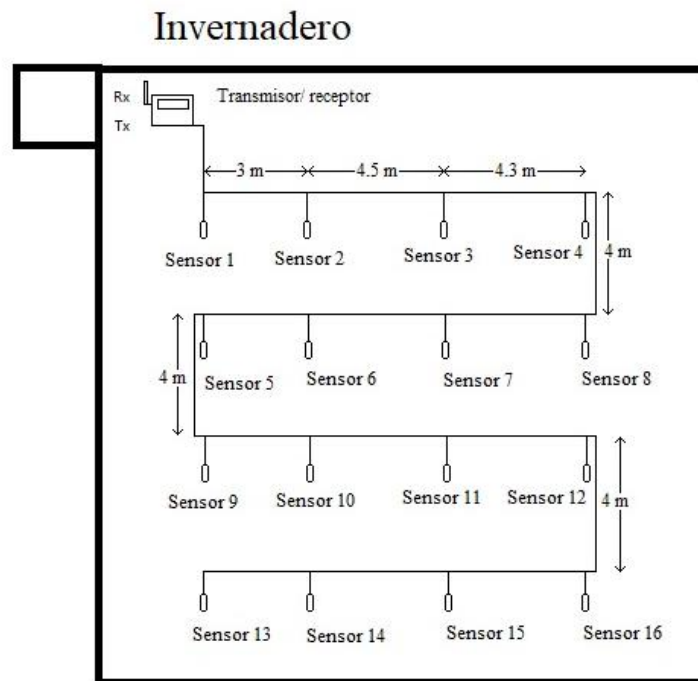 Invernadero
Rx
Transmisor/ receptor
Tx
3 m
4.5 m
4.3 m
Sensor 1
Sensor 2
Sensor 3
Sensor 4
4 m
4 m
Sensor 5
Sensor 6
Sensor 7
Sensor 8
Sensor 9
Sensor 10
Sensor 11
Sensor 12
4 m
Sensor 13
Sensor 14
Sensor 15
Sensor 16